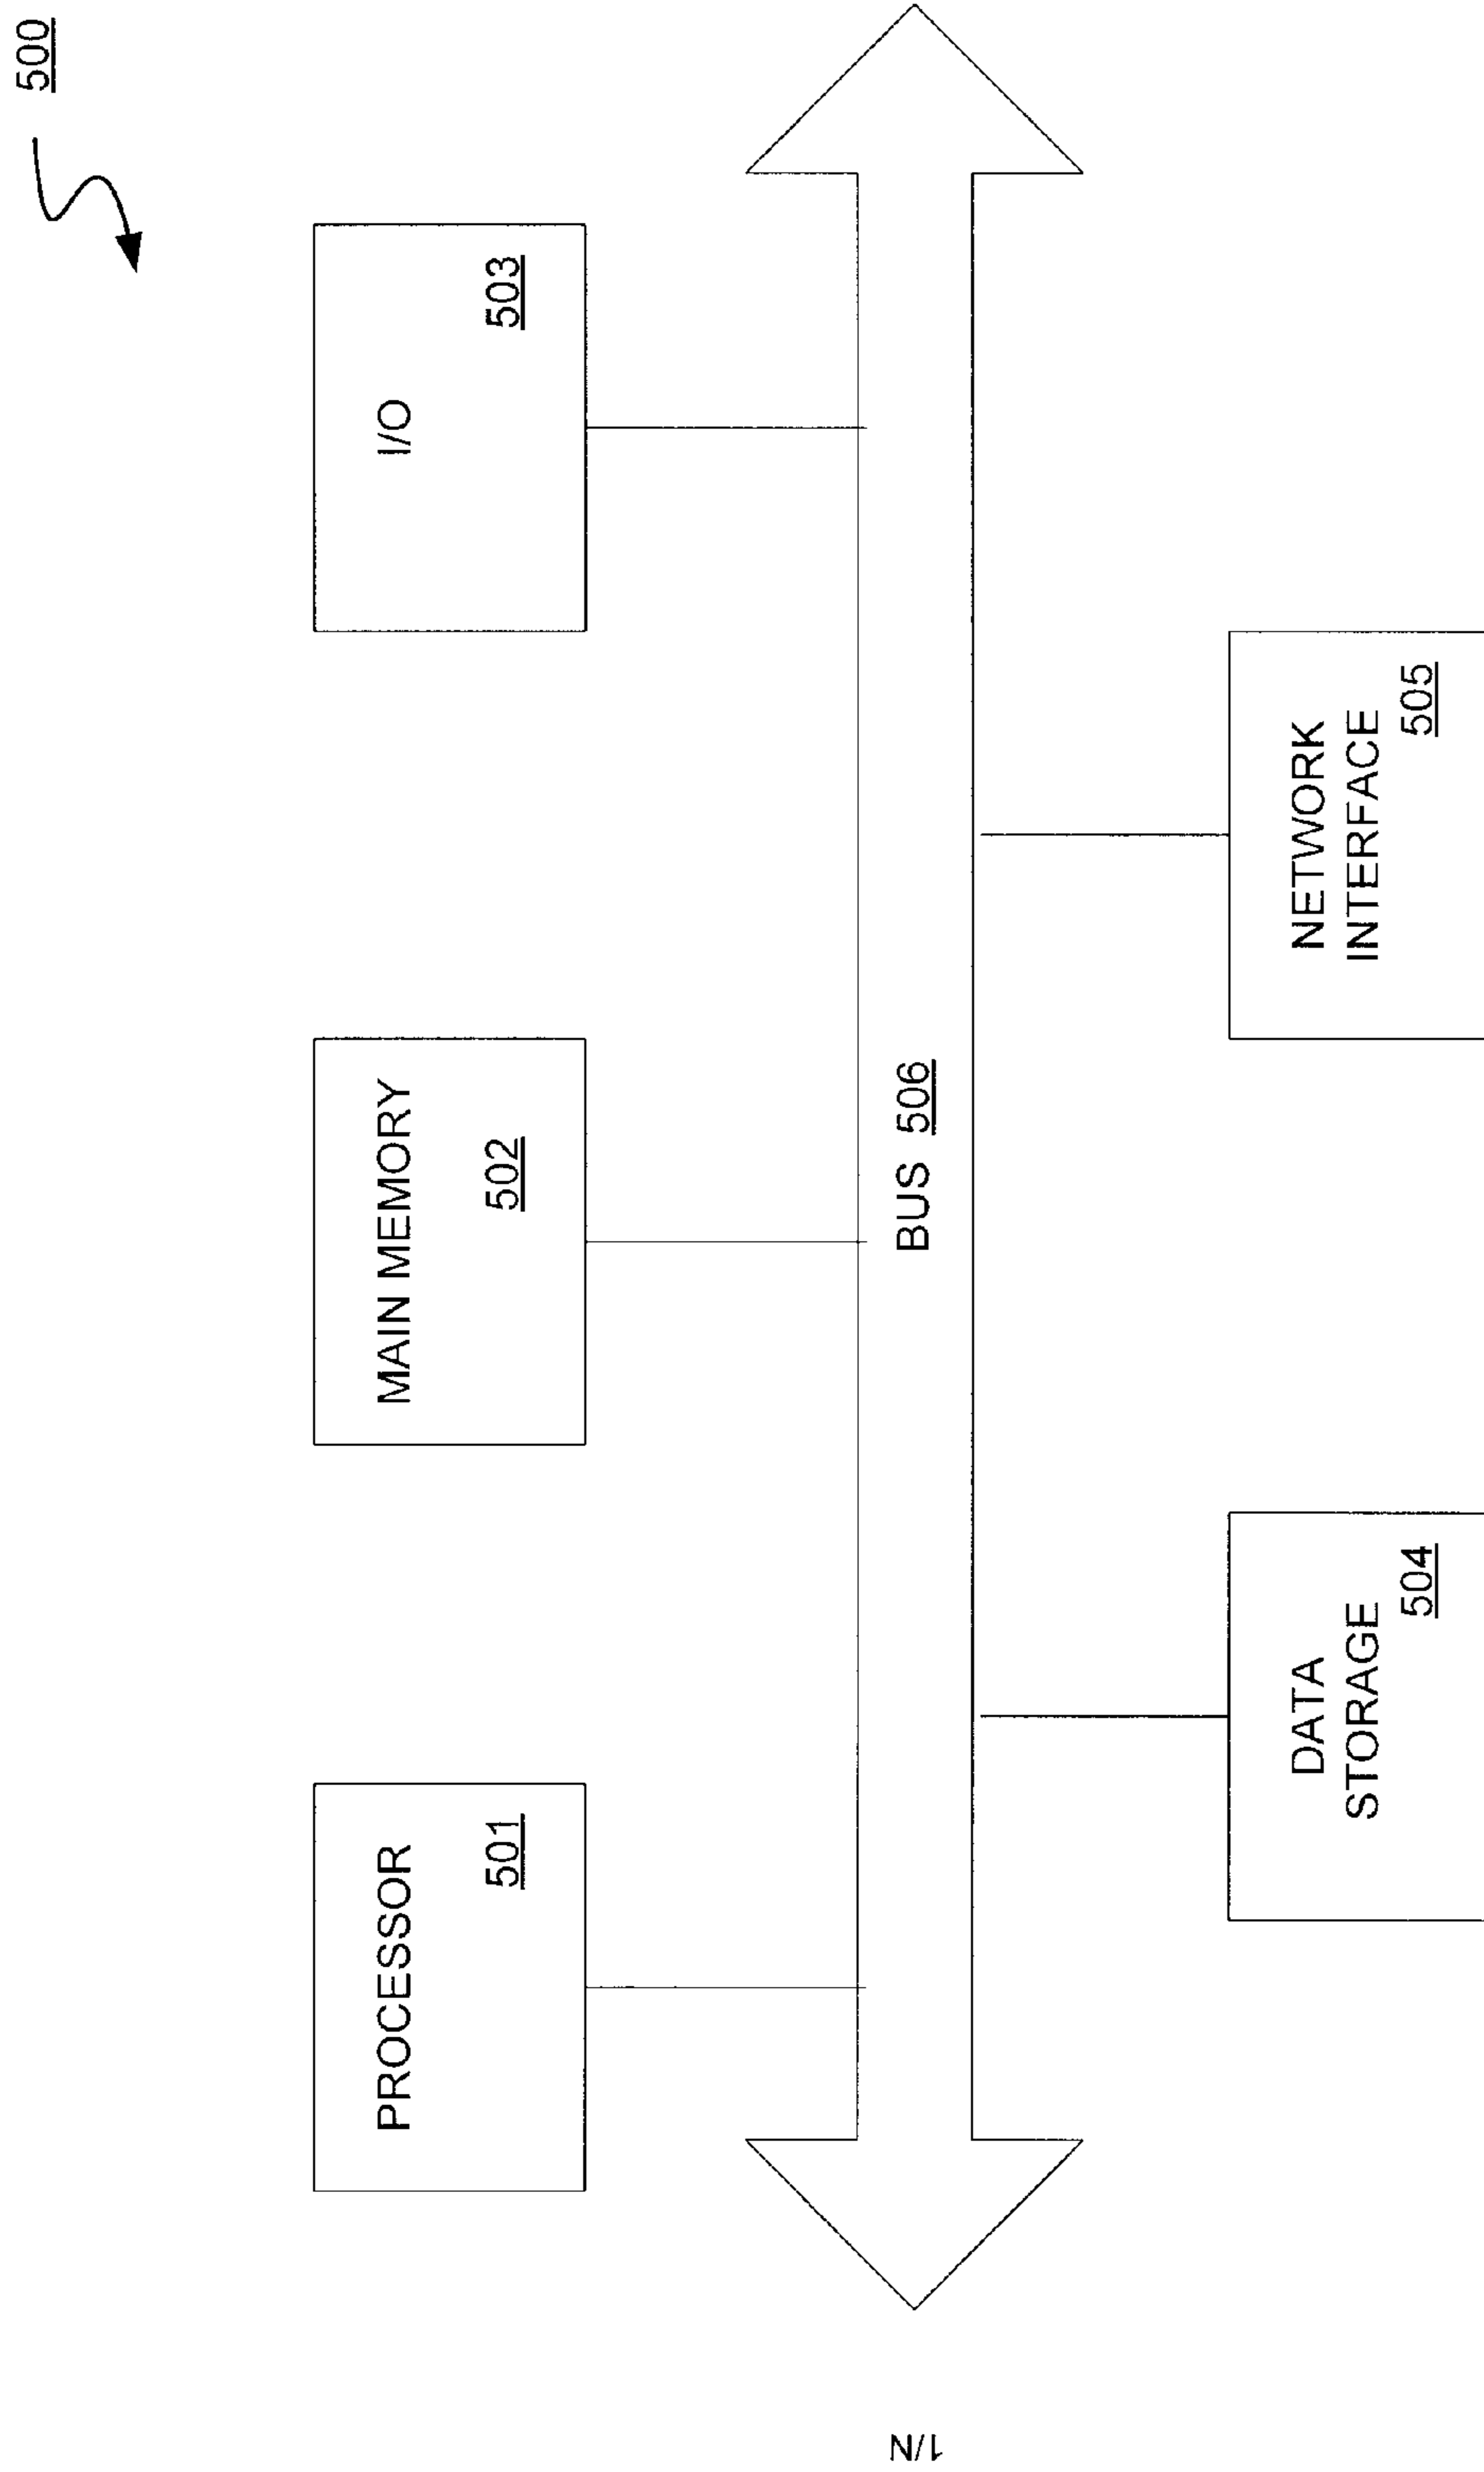 500
PROCESSOR
501
MAIN MEMORY
502
I/O
503
BUS 506
DATA
STORAGE
504
NETWORK
INTERFACE
505
1/N